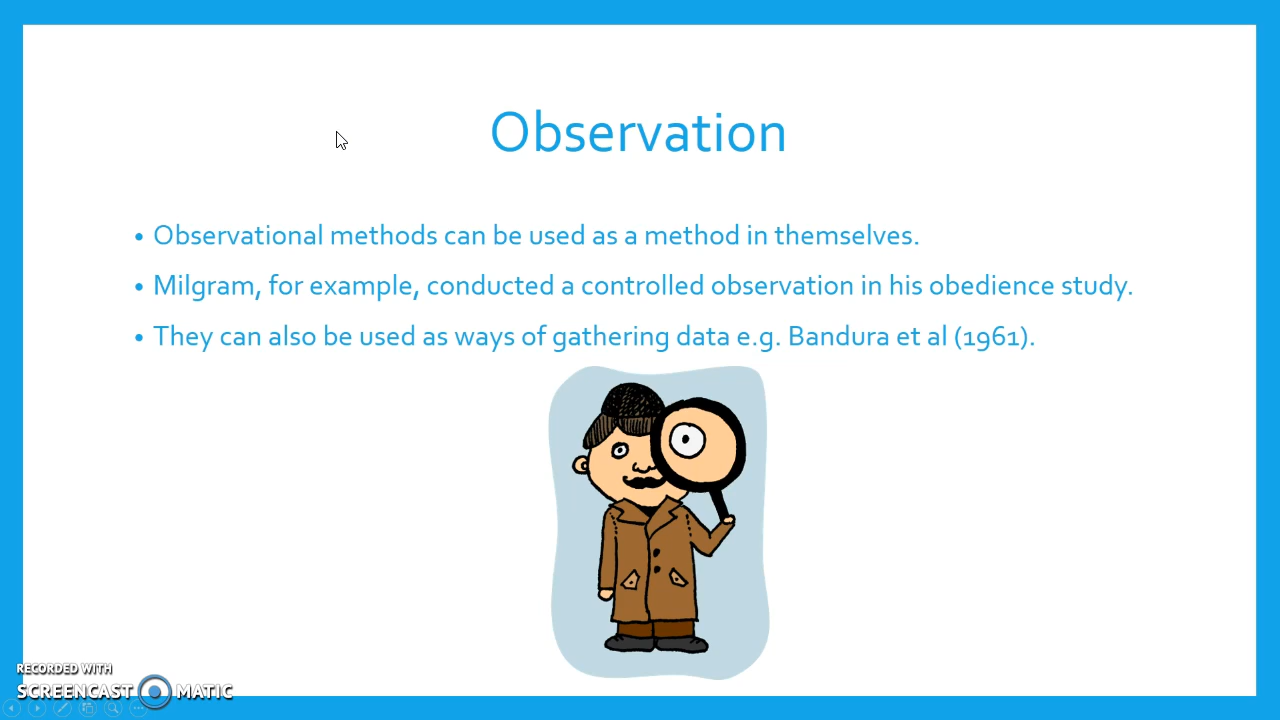 Observation
• Observational methods can be used as a method in themselves.
• Milgram, for example, conducted a controlled observation in his obedience study.
• They can also be used as ways of gathering data e.g. Bandura et al (1961).
RECORDED WITH
SCREENCAST MATIC